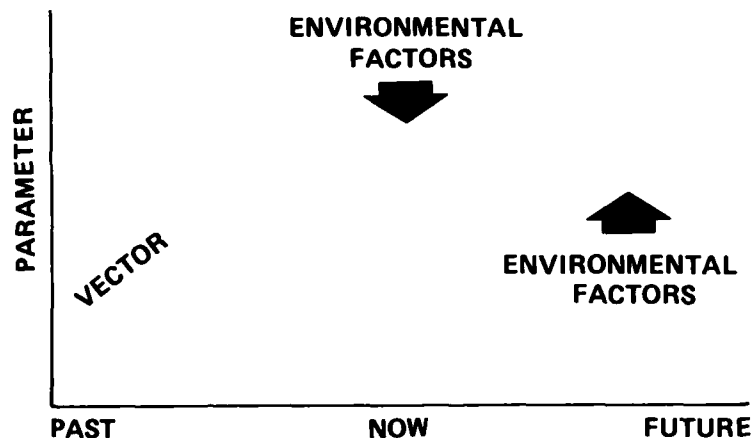 ENVIRONMENTAL
FACTORS
PARAMETER
VECTOR
ENVIRONMENTAL
FACTORS
PAST
NOW
FUTURE